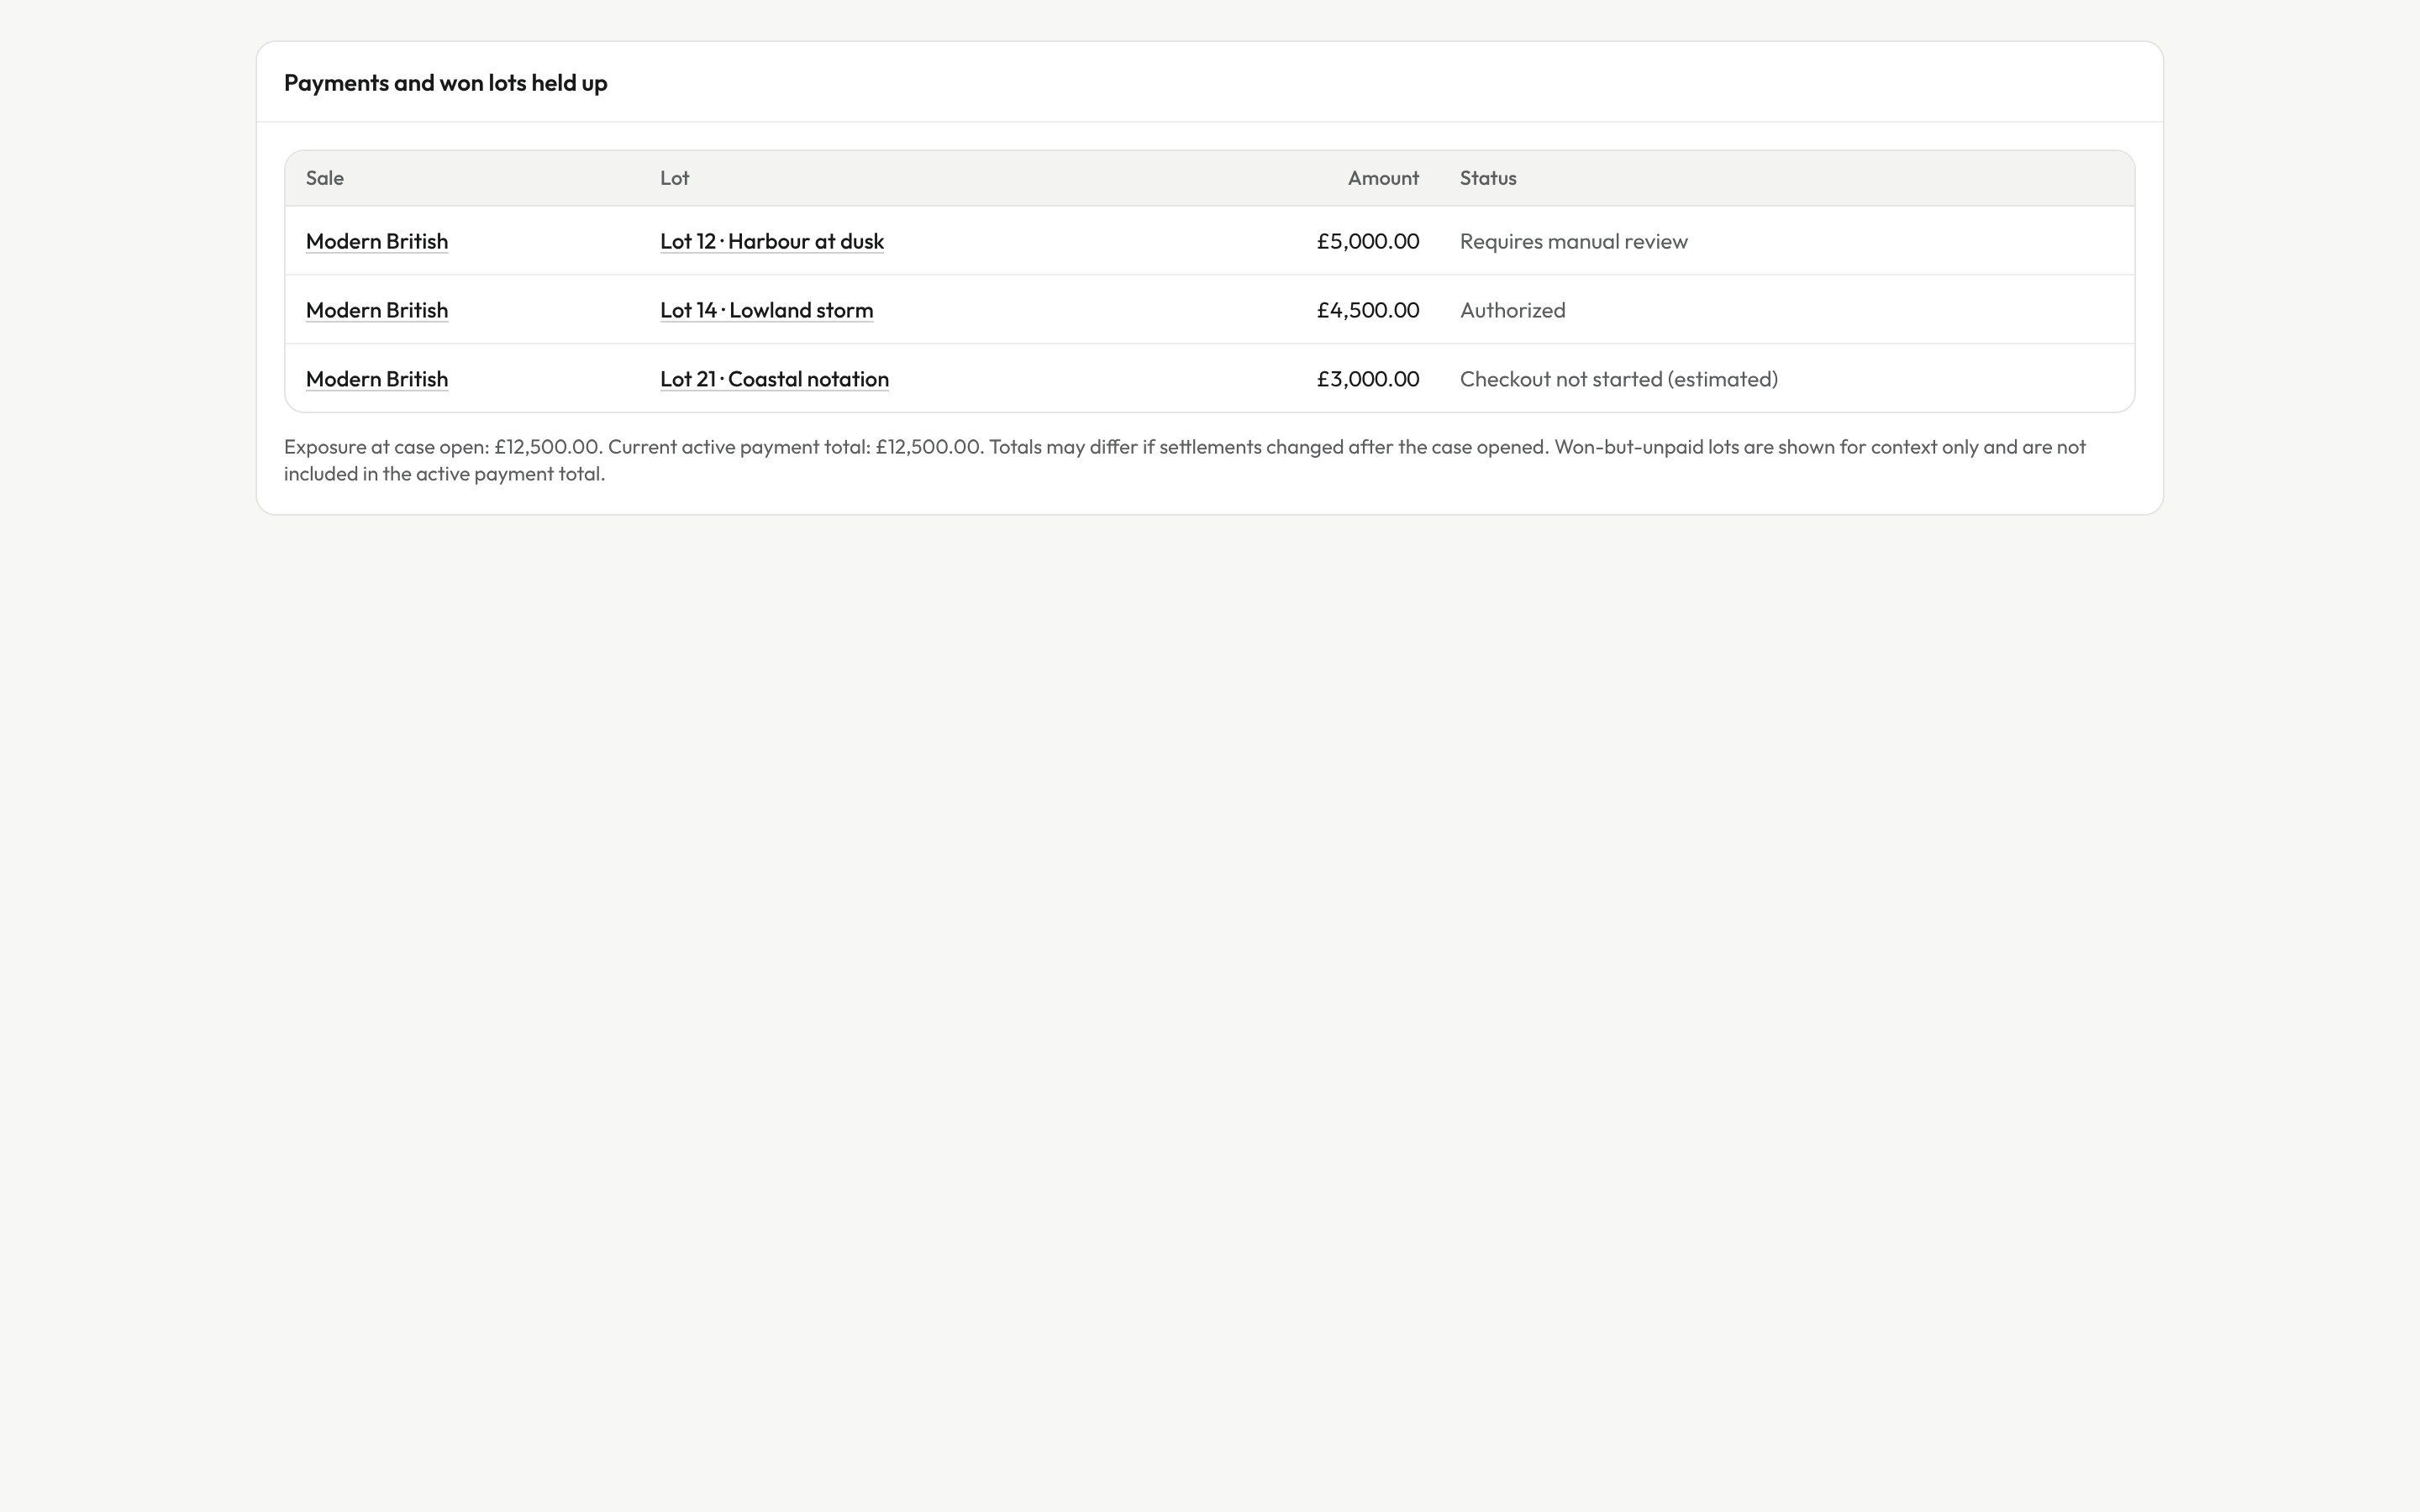 Payments and won lots held up
Sale Lot Amount Status
Modern British Lot 12 · Harbour at dusk £5,000.00 Requires manual review
Modern British Lot 14 · Lowland storm £4,500.00 Authorized
Modern British Lot 21 · Coastal notation £3,000.00 Checkout not started (estimated)
Exposure at case open: £12,500.00. Current active payment total: £12,500.00. Totals may differ if settlements changed after the case opened. Won-but-unpaid lots are shown for context only and are not
included in the active payment total.